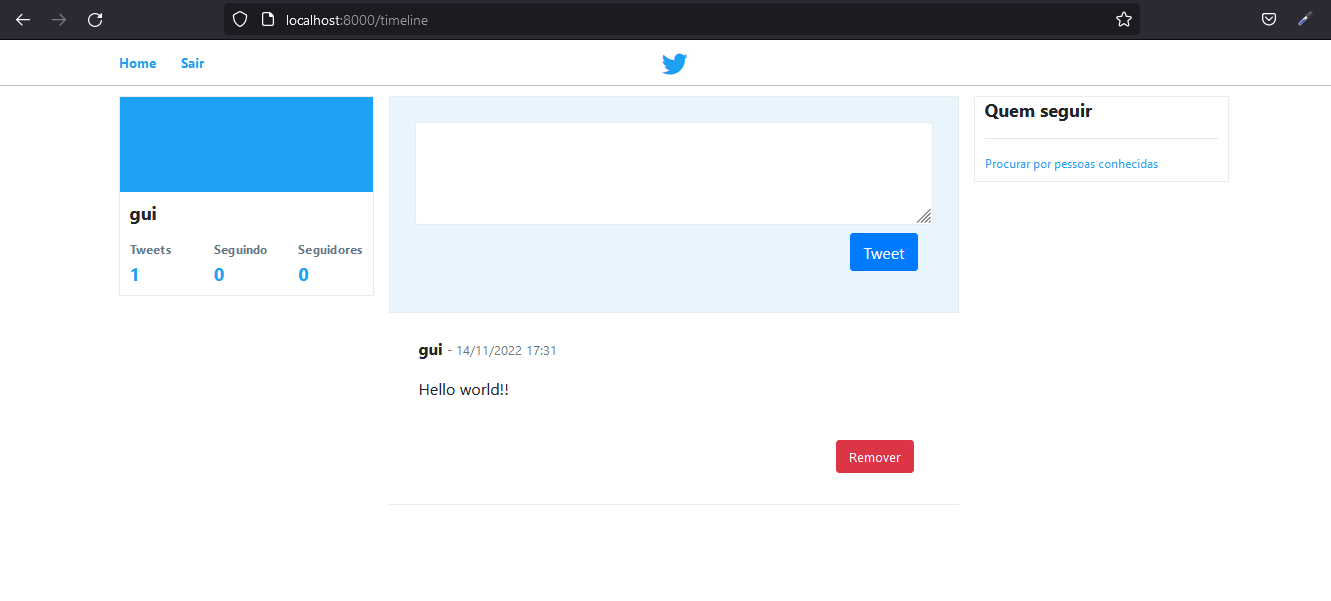 localhost:8000/timeline
Home Sair
gui
Tweets Seguindo Seguidores
1 0 0
Tweet
gui - 14/11/2022 17:31
Hello world!!
Remover
Quem seguir
Procurar por pessoas conhecidas